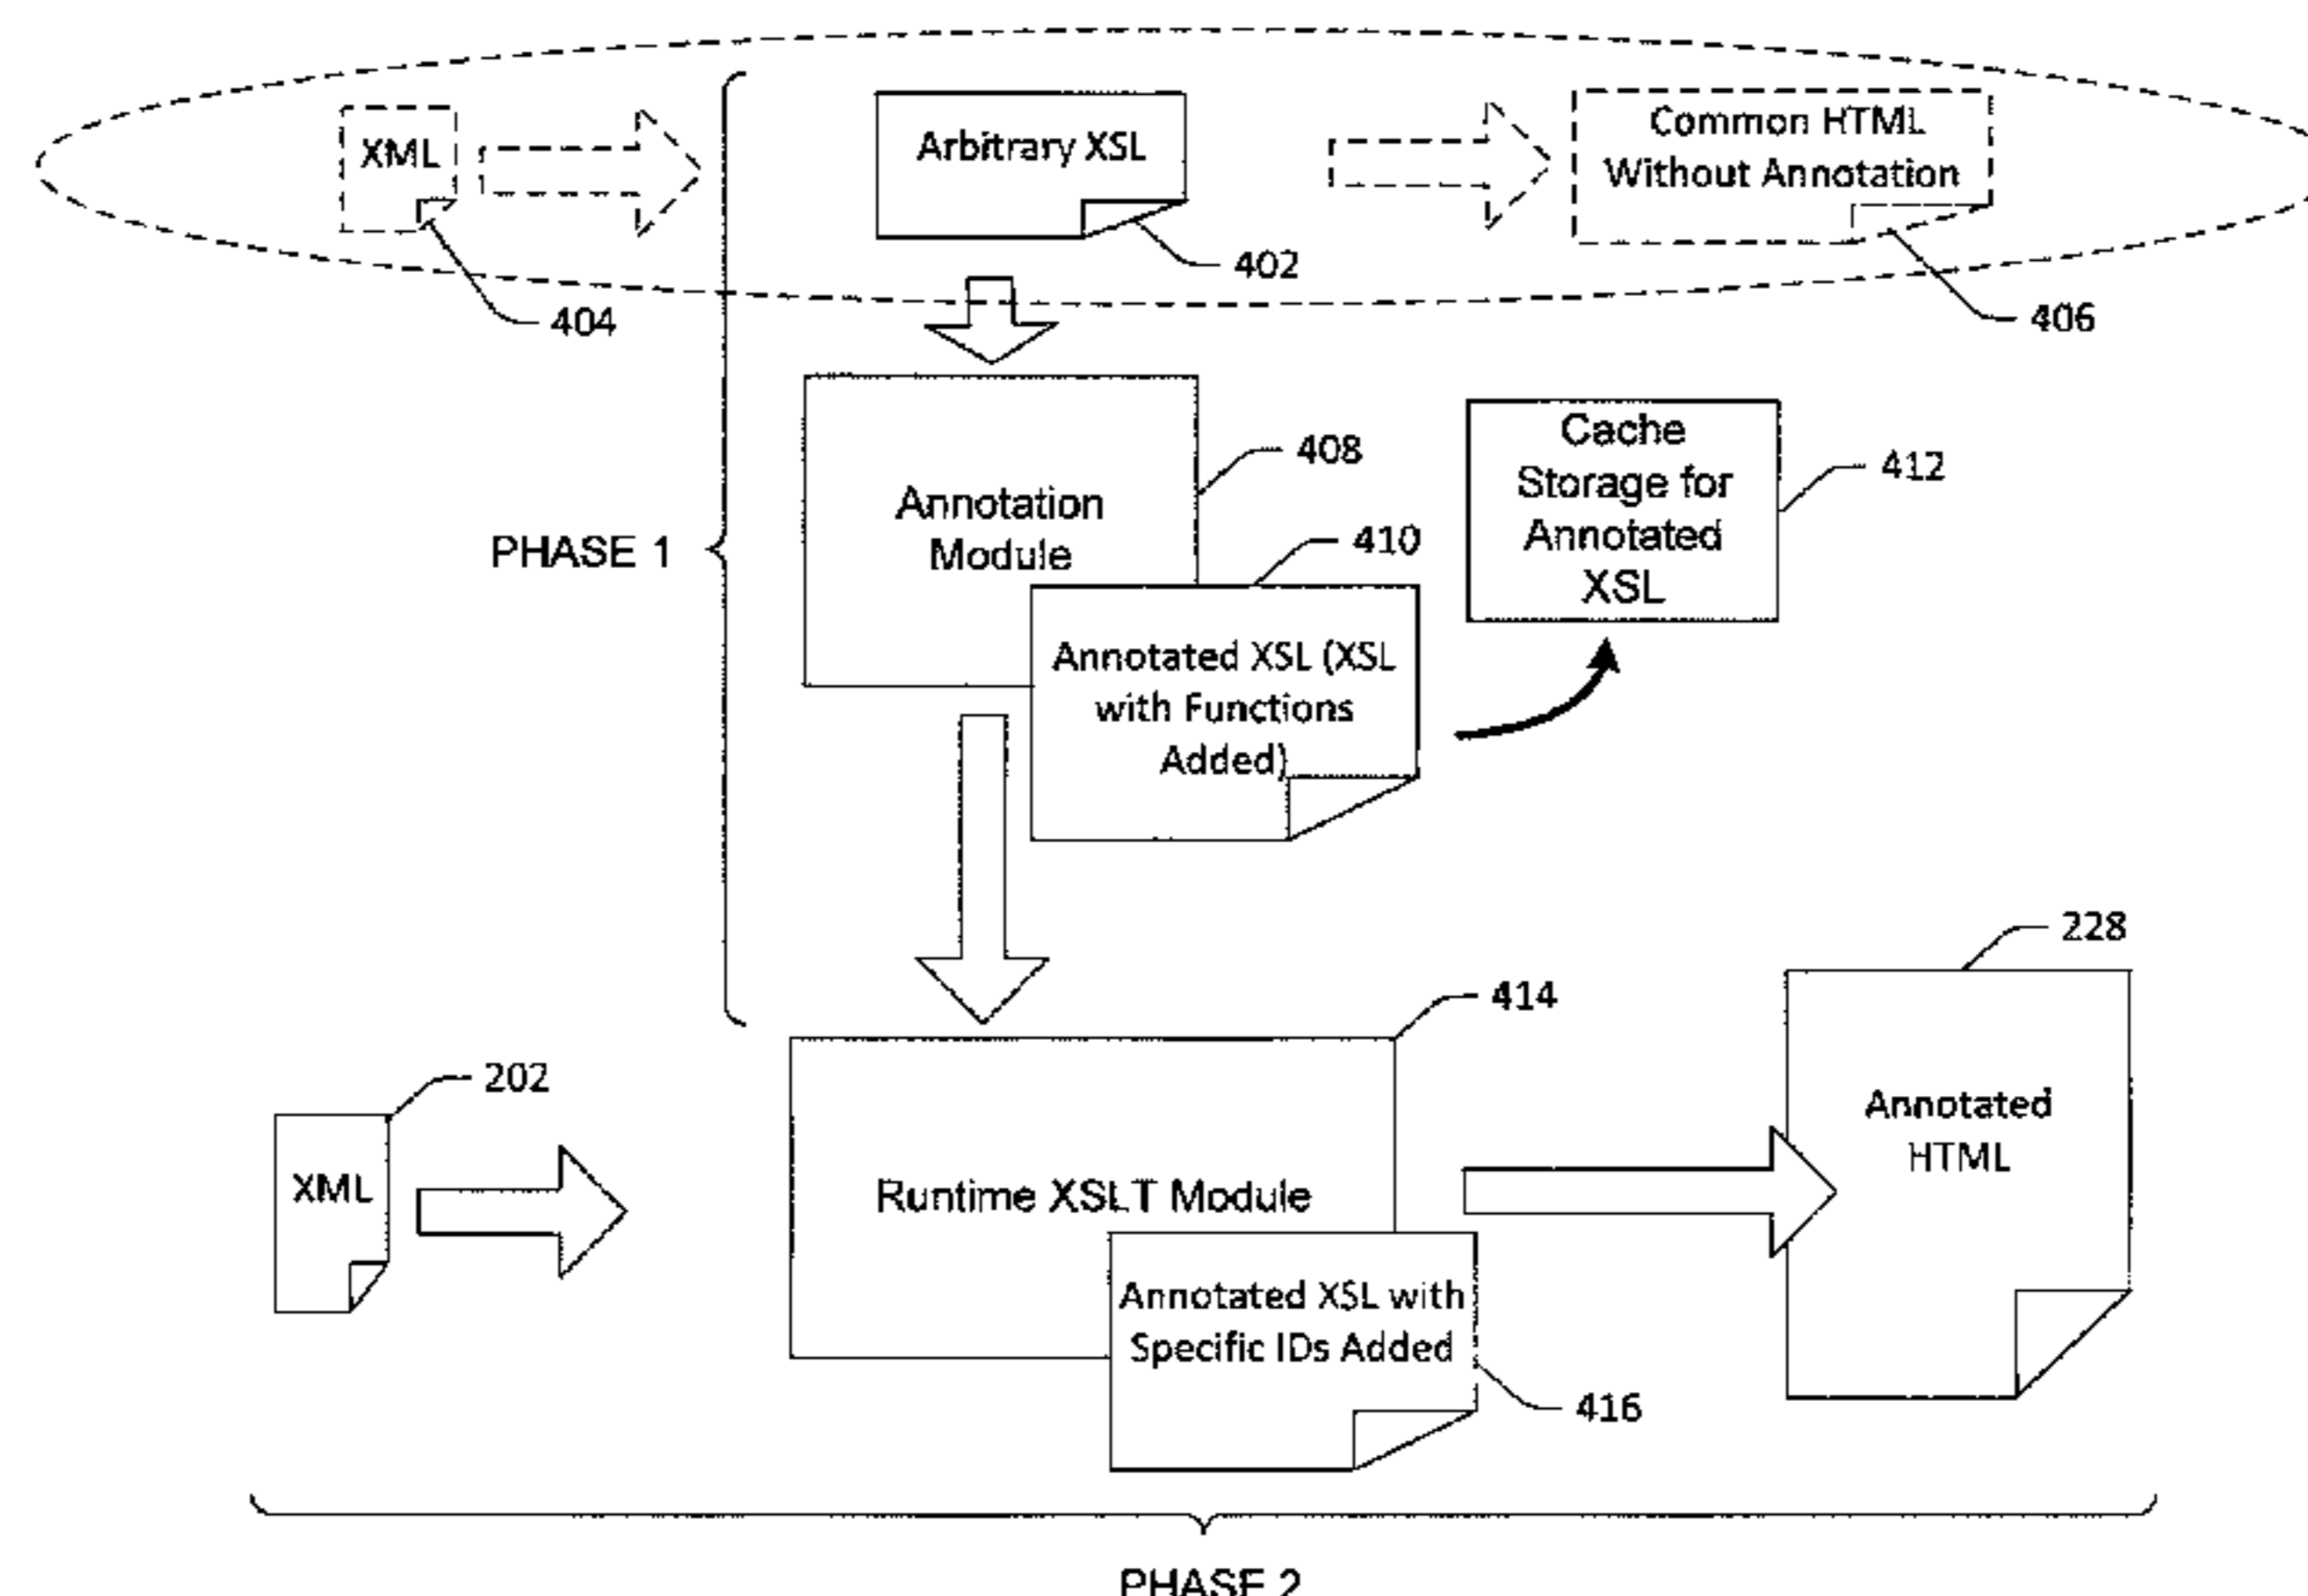 XML
Arbitrary XSL
Common HTML
Without Annotation
402
404
406
Annotation
Module
408
Cache
Storage for
Annotated
XSL
412
PHASE 1
410
Annotated XSL (XSL
with Functions
Added)
228
414
202
XML
Runtime XSLT Module
Annotated
HTML
Annotated XSL with
Specific IDs Added
416
PHASE 2